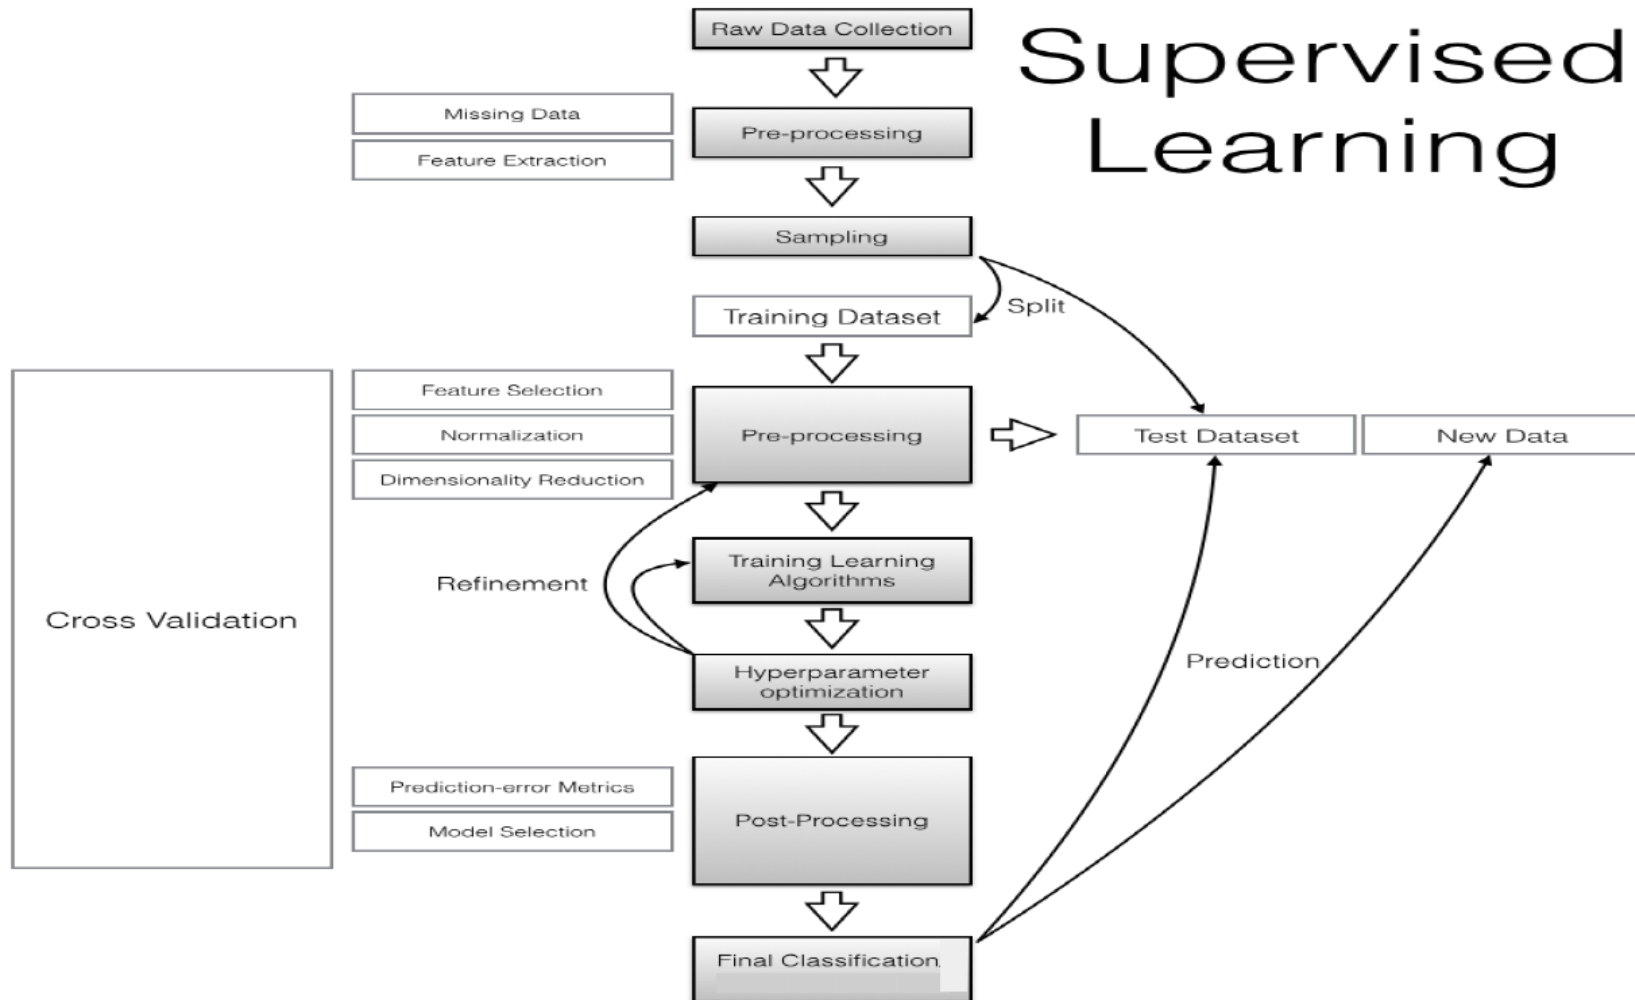 Raw Data Collection
Supervised
Learning
Missing Data
Pre-processing
Feature Extraction
Sampling
Split
Training Dataset
Feature Selection
Normalization
Pre-processing
Test Dataset
New Data
Dimensionality Reduction
Training Learning
Algorithms
Refinement
Cross Validation
Hyperparameter
optimization
Prediction
Prediction-error Metrics
Post-Processing
Model Selection
Final Classification